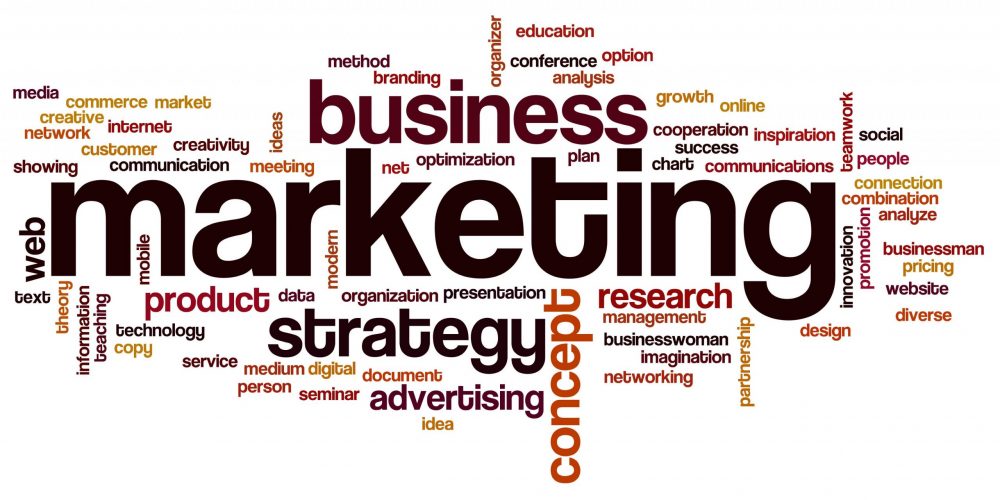 education
organizer
method
conference
option
branding
analysis
media
commerce
market
business
growth
online
creative
ideas
teamwork
network
internet
cooperation
inspiration
social
customer
creativity
success
showing
communication
meeting
net
optimization
plan
chart
communications
people
marketing
connection
combination
analyze
web
mobile
modern
innovation
promotion
businessman
pricing
text
theory
information
teaching
product
data
organization
presentation
concept
research
website
technology
strategy
management
partnership
design
diverse
copy
businesswoman
service
imagination
medium
digital
document
networking
person
seminar
advertising
idea